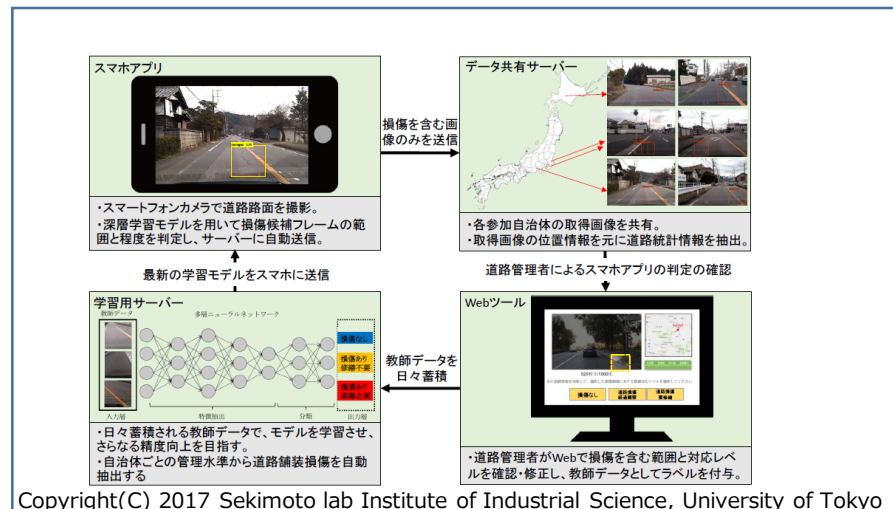 スマホアプリ
損傷を含む画
像のみを送信
データ共有サーバー
・スマートフォンカメラで道路路面を撮影。
・深層学習モデルを用いて損傷候補フレームの範
囲と程度を判定し、サーバーに自動送信。
・各参加自治体の取得画像を共有。
・取得画像の位置情報を元に道路統計情報を抽出。
最新の学習モデルをスマホに送信
道路管理者によるスマホアプリの判定の確認
学習用サーバー
教師データ
多層ニューラルネットワーク
損傷なし
損傷あり
修繕不要
損傷あり
修繕必要
入力層
特徴抽出
分類
出力層
・日々蓄積される教師データで、モデルを学習させ、
さらなる精度向上を目指す。
・自治体ごとの管理水準から道路舗装損傷を自動
抽出する
教師データを
日々蓄積
Webツール
損傷なし
道路損傷
経過観察
道路損傷
要修繕
・道路管理者がWebで損傷を含む範囲と対応レベ
ルを確認・修正し、教師データとしてラベルを付与。
Copyright(C) 2017 Sekimoto lab Institute of Industrial Science, University of Tokyo